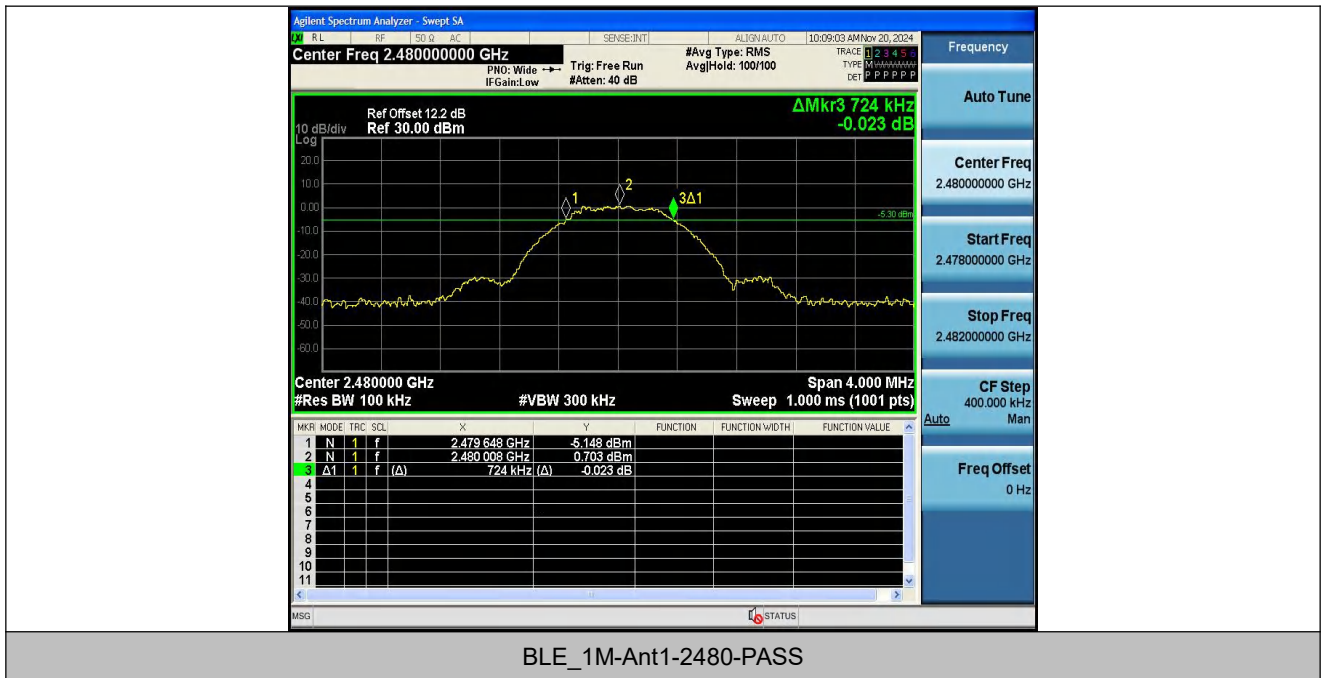 Agilent Spectrum Analyzer - Swept SA
LXI RL RF 50 Ω AC SENSE:INT ALIGN AUTO 10:09:03 AM Nov 20, 2024
Center Freq 2.480000000 GHz
PNO: Wide
IFGain:Low
Trig: Free Run
#Atten: 40 dB
#Avg Type: RMS
Avg|Hold: 100/100
TRACE 1 2 3 4 5 6
TYPE M
DET P P P P P P
Frequency
Auto Tune
Center Freq
2.480000000 GHz
Start Freq
2.478000000 GHz
Stop Freq
2.482000000 GHz
CF Step
400.000 kHz
Auto Man
Freq Offset
0 Hz
ΔMkr3 724 kHz
-0.023 dB
Ref Offset 12.2 dB
10 dB/div Ref 30.00 dBm
Log
20.0
10.0
0.00
-10.0
-20.0
-30.0
-40.0
-50.0
-60.0
1
2
3Δ1
-5.30 dBm
Center 2.480000 GHz Span 4.000 MHz
#Res BW 100 kHz #VBW 300 kHz Sweep 1.000 ms (1001 pts)
MKR MODE TRC SCL X Y FUNCTION FUNCTION WIDTH FUNCTION VALUE
1 N 1 f 2.479 648 GHz -5.148 dBm
2 N 1 f 2.480 008 GHz 0.703 dBm
3 Δ1 1 f (Δ) 724 kHz (Δ) -0.023 dB
4
5
6
7
8
9
10
11
MSG STATUS
BLE_1M-Ant1-2480-PASS